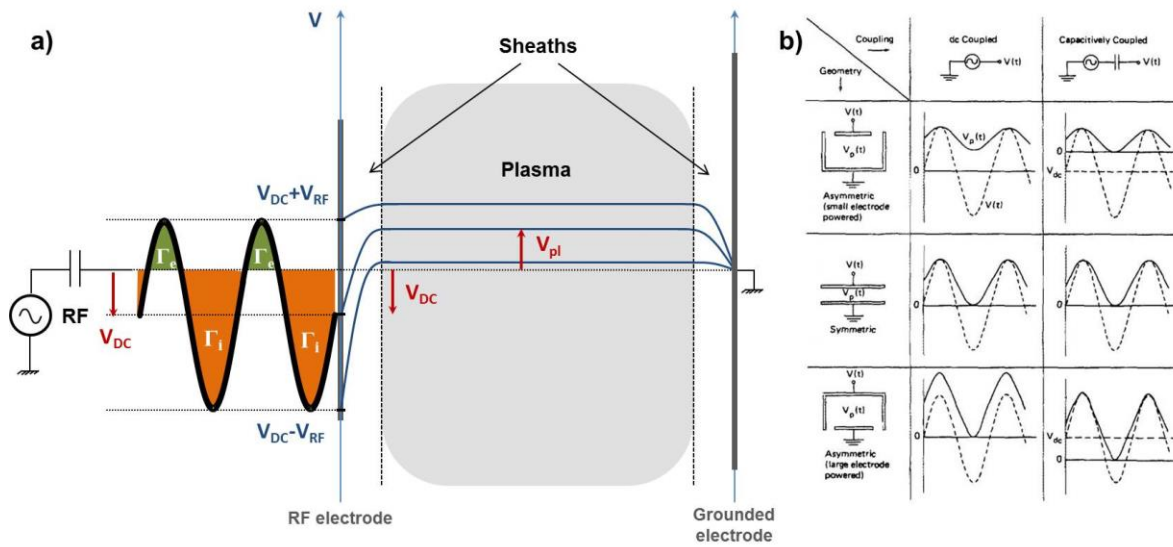 a)
V
Sheaths
Plasma
V_DC+V_RF
Γ_e
Γ_e
V_pl
RF
V_DC
V_DC
Γ_i
Γ_i
V_DC-V_RF
RF electrode
Grounded
electrode
b)
Coupling
Geometry
dc Coupled
V(t)
Capacitively Coupled
V(t)
V(t)
V_p(t)
Asymmetric
(small electrode
powered)
V_p(t)
0
V(t)
0
V_dc
V(t)
V_p(t)
Symmetric
0
0
V(t)
V_p(t)
Asymmetric
(large electrode
powered)
0
V_dc
0